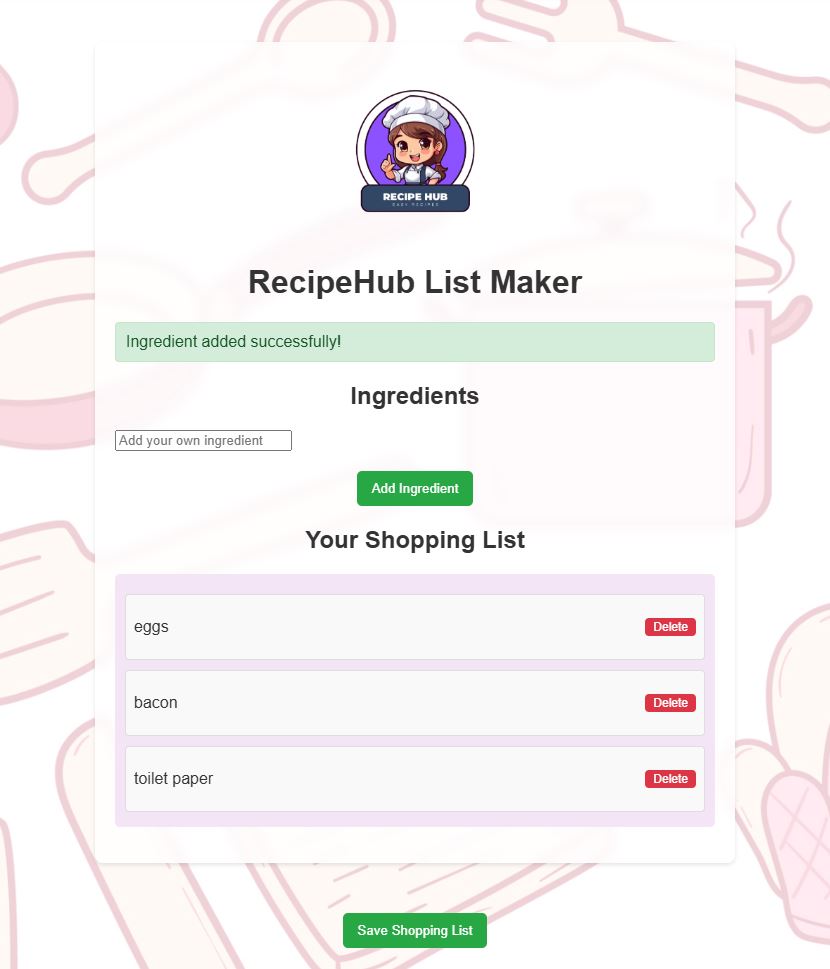 RECIPE HUB
EASY RECIPES
RecipeHub List Maker
Ingredient added successfully!
Ingredients
Add your own ingredient
Add Ingredient
Your Shopping List
eggs Delete
bacon Delete
toilet paper Delete
Save Shopping List